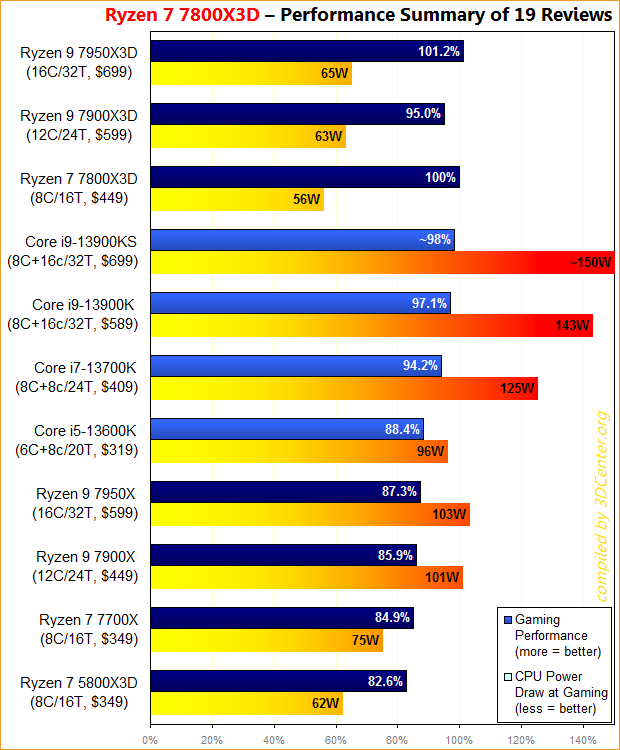 Ryzen 7 7800X3D – Performance Summary of 19 Reviews
Ryzen 9 7950X3D
(16C/32T, $699)
101.2%
65W
Ryzen 9 7900X3D
(12C/24T, $599)
95.0%
63W
Ryzen 7 7800X3D
(8C/16T, $449)
100%
56W
Core i9-13900KS
(8C+16c/32T, $699)
~98%
~150W
Core i9-13900K
(8C+16c/32T, $589)
97.1%
143W
Core i7-13700K
(8C+8c/24T, $409)
94.2%
125W
Core i5-13600K
(6C+8c/20T, $319)
88.4%
96W
Ryzen 9 7950X
(16C/32T, $599)
87.3%
103W
Ryzen 9 7900X
(12C/24T, $449)
85.9%
101W
Ryzen 7 7700X
(8C/16T, $349)
84.9%
75W
Ryzen 7 5800X3D
(8C/16T, $349)
82.6%
62W
compiled by 3DCenter.org
Gaming
Performance
(more = better)
CPU Power
Draw at Gaming
(less = better)
0% 20% 40% 60% 80% 100% 120% 140%